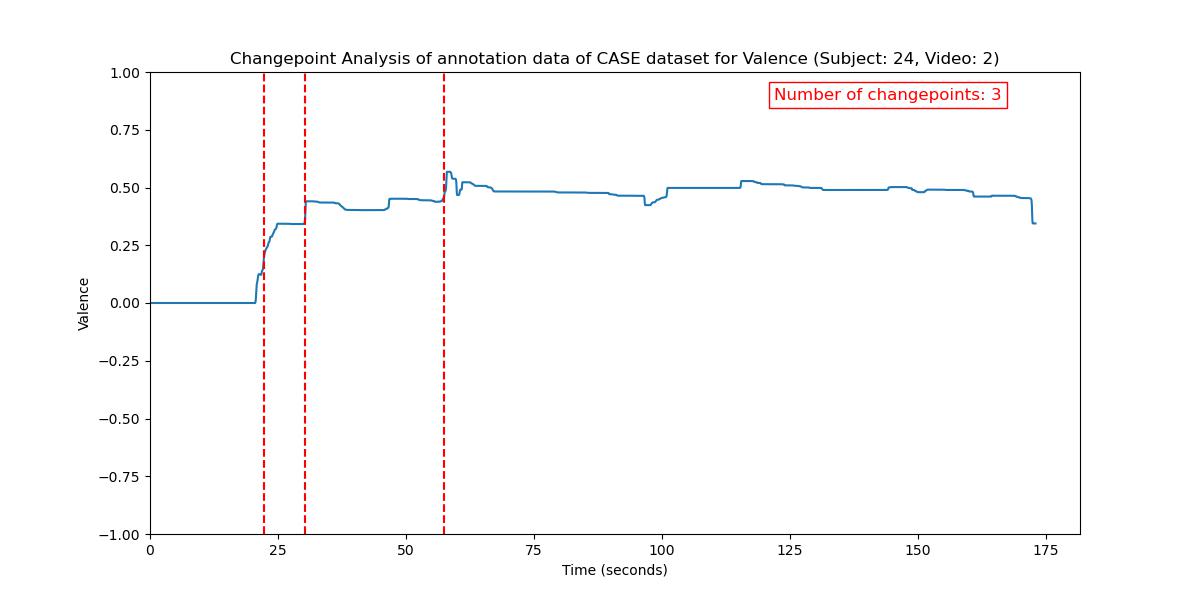 Changepoint Analysis of annotation data of CASE dataset for Valence (Subject: 24, Video: 2)
Number of changepoints: 3
1.00
0.75
0.50
0.25
0.00
−0.25
−0.50
−0.75
−1.00
Valence
0 25 50 75 100 125 150 175
Time (seconds)